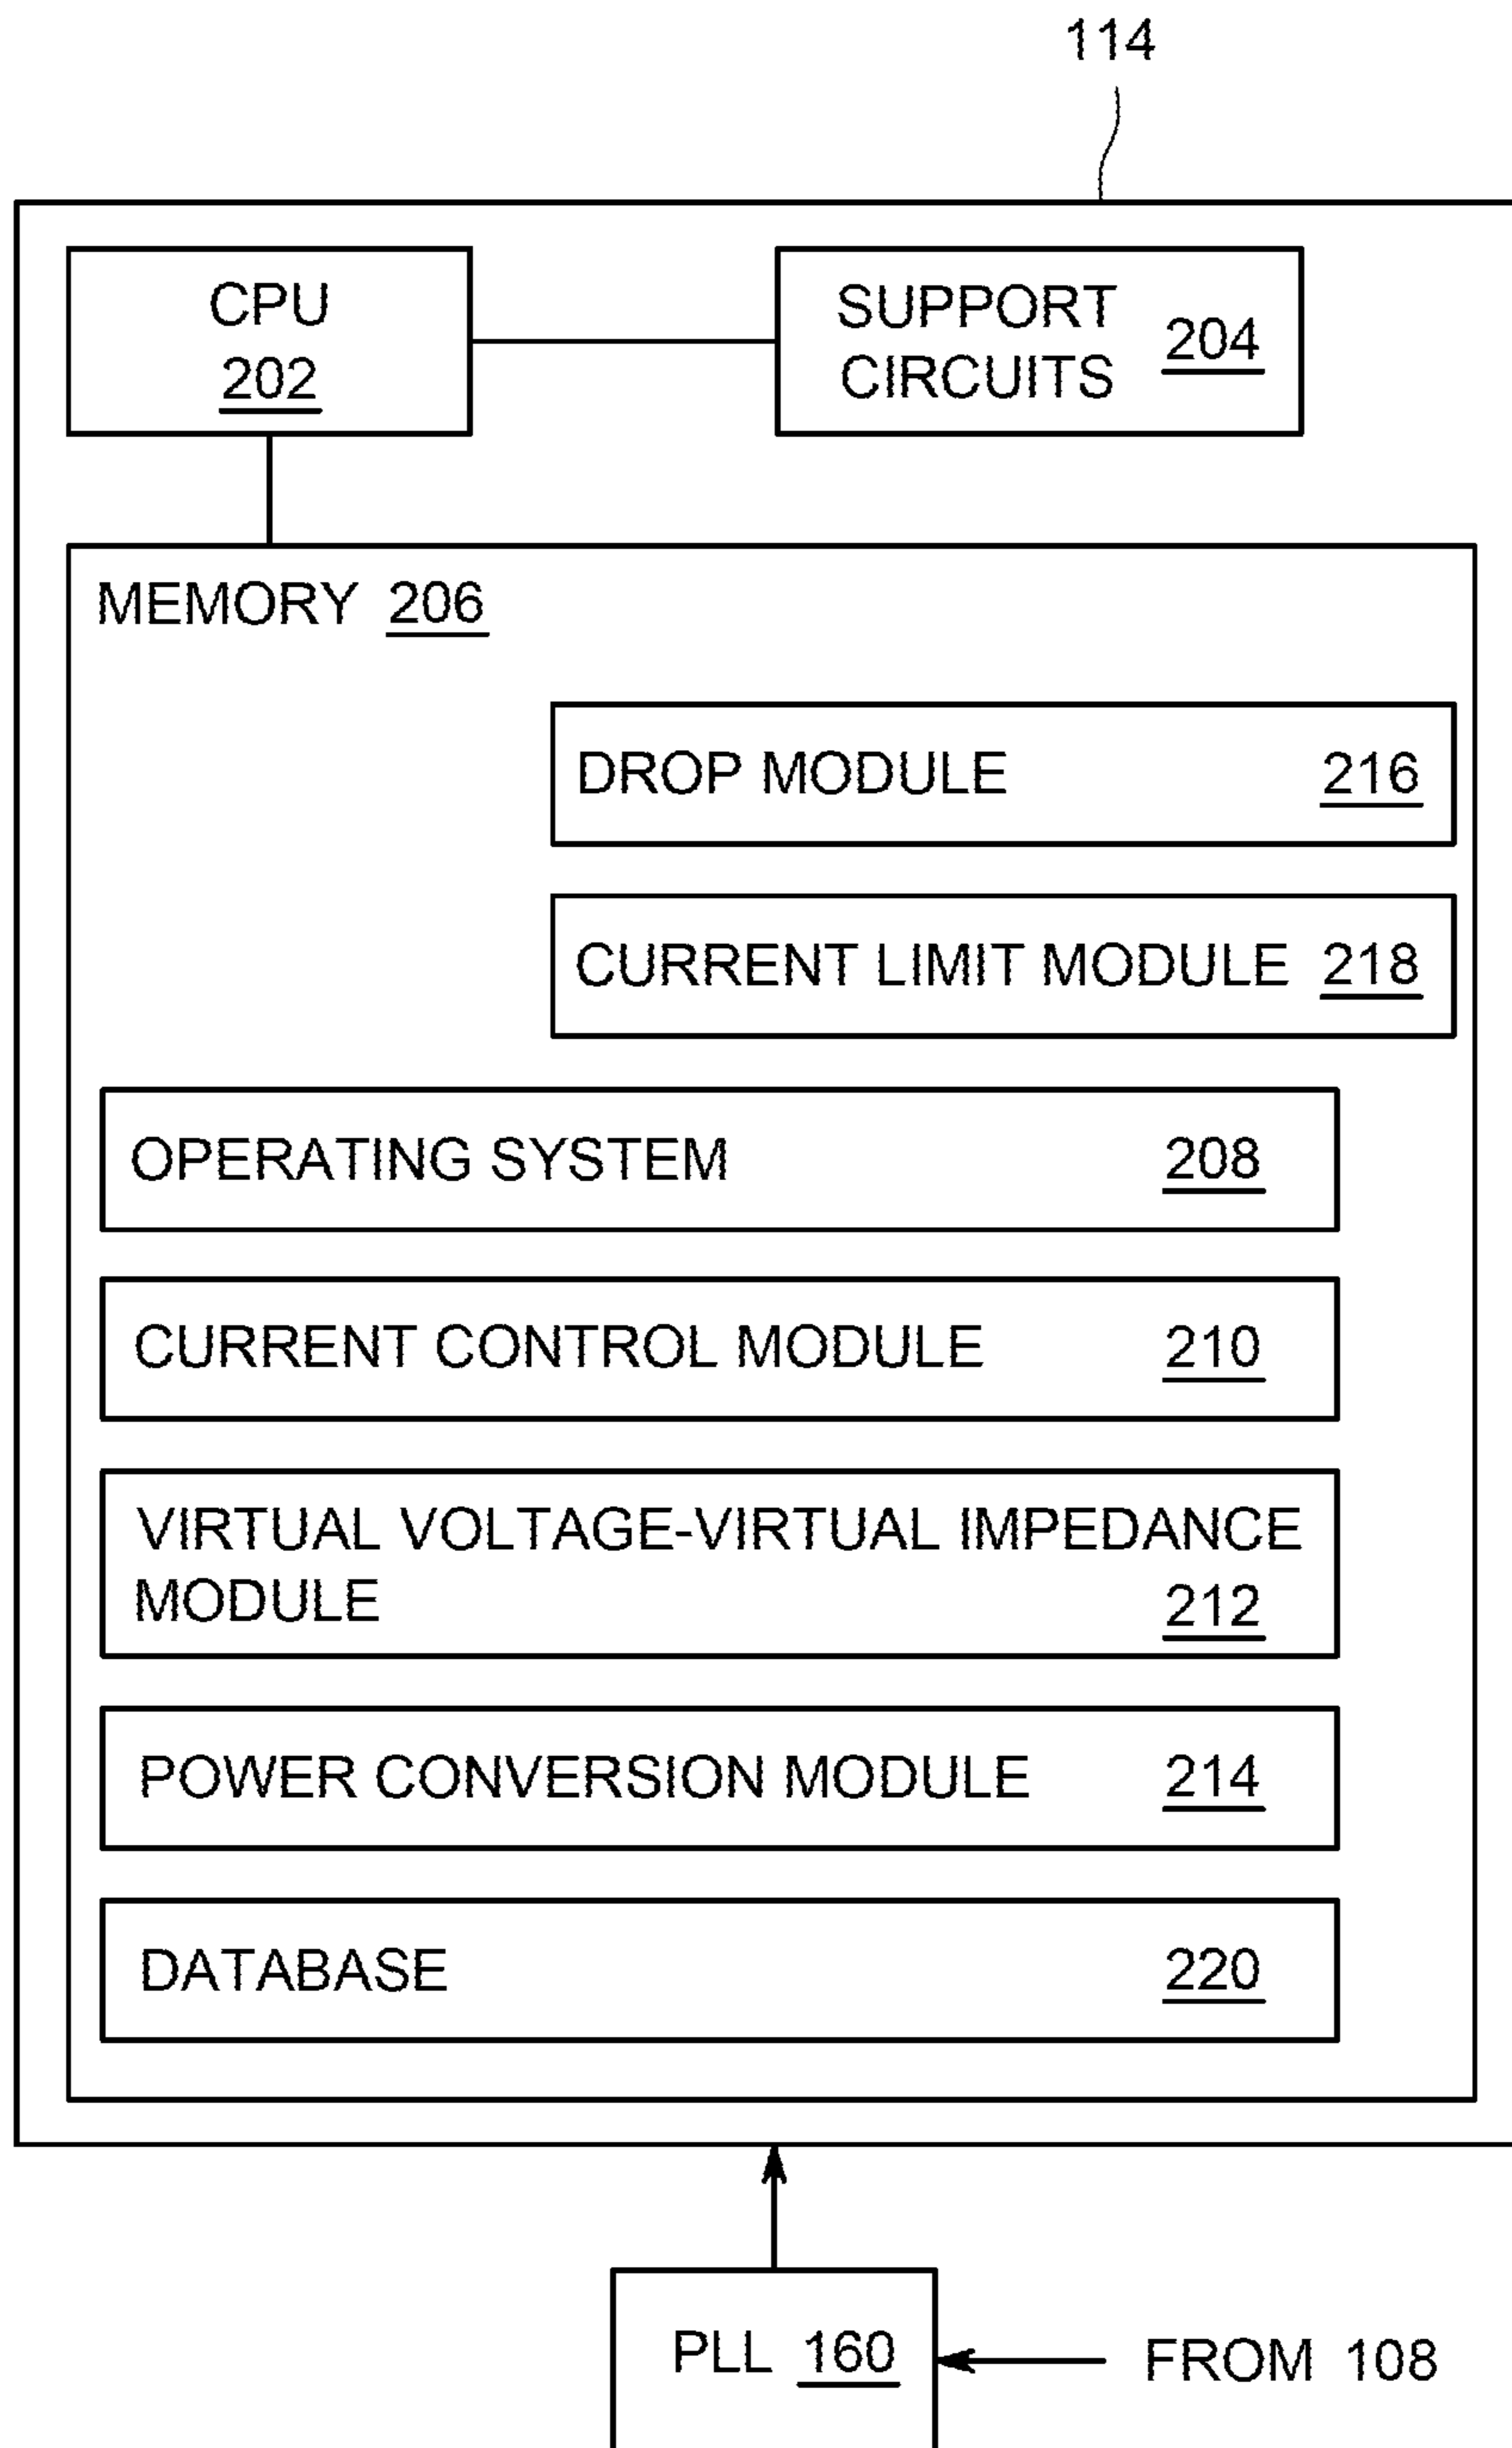 114
CPU
202
SUPPORT
CIRCUITS 204
MEMORY 206
DROP MODULE 216
CURRENT LIMIT MODULE 218
OPERATING SYSTEM 208
CURRENT CONTROL MODULE 210
VIRTUAL VOLTAGE-VIRTUAL IMPEDANCE
MODULE 212
POWER CONVERSION MODULE 214
DATABASE 220
PLL 160
FROM 108